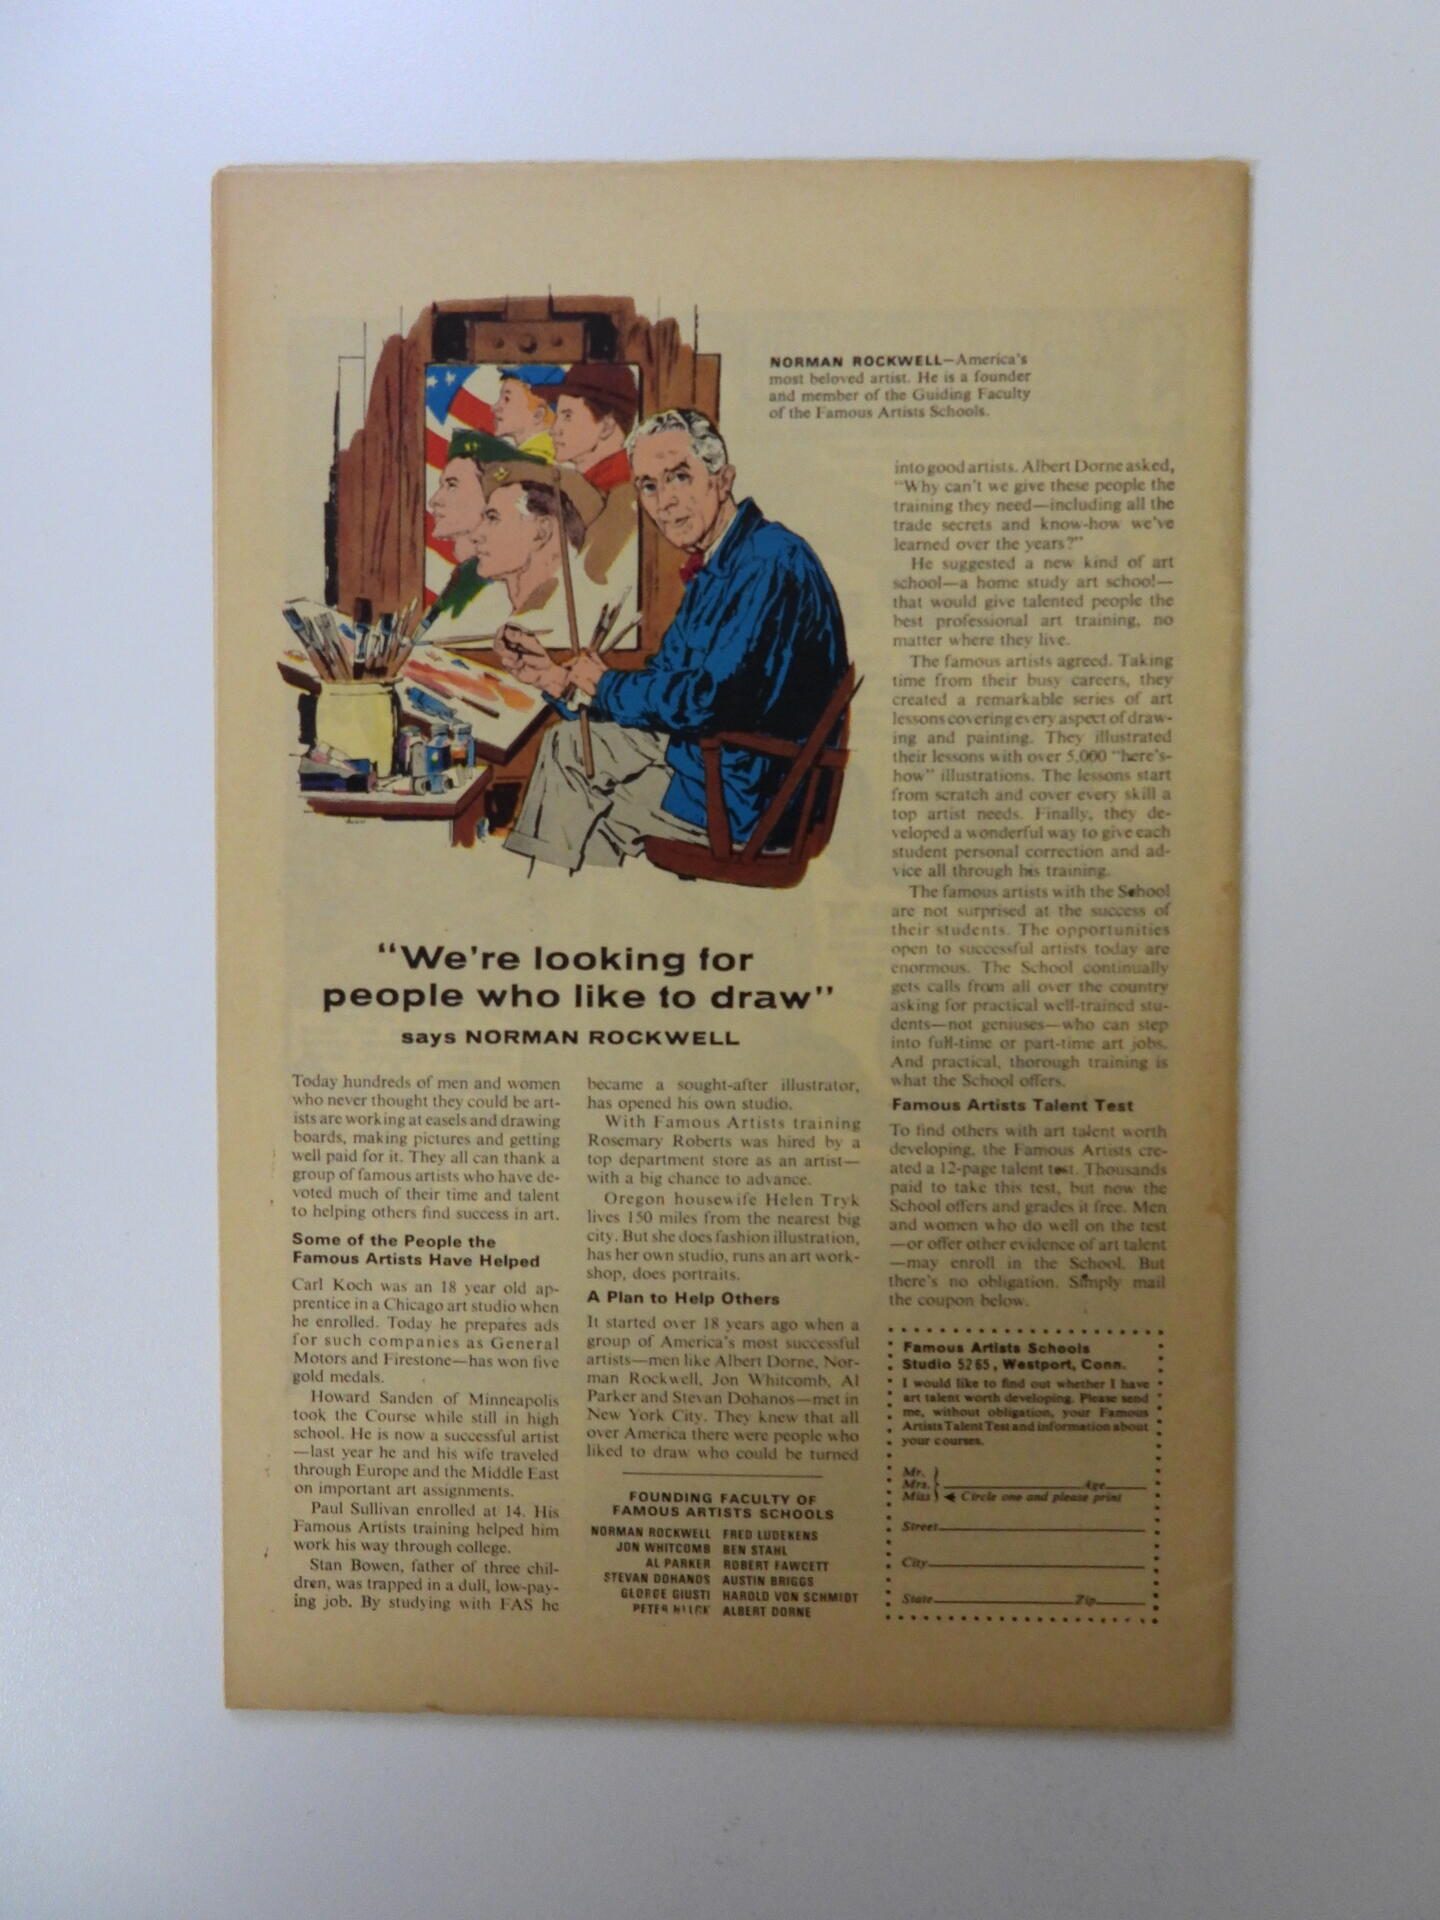 NORMAN ROCKWELL—America's
most beloved artist. He is a founder
and member of the Guiding Faculty
of the Famous Artists Schools.
"We're looking for
people who like to draw"
says NORMAN ROCKWELL
Today hundreds of men and women
who never thought they could be art-
ists are working at easels and drawing
boards, making pictures and getting
well paid for it. They all can thank a
group of famous artists who have de-
voted much of their time and talent
to helping others find success in art.
Some of the People the
Famous Artists Have Helped
Carl Koch was an 18 year old ap-
prentice in a Chicago art studio when
he enrolled. Today he prepares ads
for such companies as General
Motors and Firestone—has won five
gold medals.
Howard Sanden of Minneapolis
took the Course while still in high
school. He is now a successful artist
—last year he and his wife traveled
through Europe and the Middle East
on important art assignments.
Paul Sullivan enrolled at 14. His
Famous Artists training helped him
work his way through college.
Stan Bowen, father of three chil-
dren, was trapped in a dull, low-pay-
ing job. By studying with FAS he
became a sought-after illustrator,
has opened his own studio.
With Famous Artists training
Rosemary Roberts was hired by a
top department store as an artist—
with a big chance to advance.
Oregon housewife Helen Tryk
lives 150 miles from the nearest big
city. But she does fashion illustration,
has her own studio, runs an art work-
shop, does portraits.
A Plan to Help Others
It started over 18 years ago when a
group of America's most successful
artists—men like Albert Dorne, Nor-
man Rockwell, Jon Whitcomb, Al
Parker and Stevan Dohanos—met in
New York City. They knew that all
over America there were people who
liked to draw who could be turned
FOUNDING FACULTY OF
FAMOUS ARTISTS SCHOOLS
NORMAN ROCKWELL FRED LUDEKENS
JON WHITCOMB BEN STAHL
AL PARKER ROBERT FAWCETT
STEVAN DOHANOS AUSTIN BRIGGS
GEORGE GIUSTI HAROLD VON SCHMIDT
PETER HELCK ALBERT DORNE
into good artists. Albert Dorne asked,
"Why can't we give these people the
training they need—including all the
trade secrets and know-how we've
learned over the years?"
He suggested a new kind of art
school—a home study art school—
that would give talented people the
best professional art training, no
matter where they live.
The famous artists agreed. Taking
time from their busy careers, they
created a remarkable series of art
lessons covering every aspect of draw-
ing and painting. They illustrated
their lessons with over 5,000 "here's-
how" illustrations. The lessons start
from scratch and cover every skill a
top artist needs. Finally, they de-
veloped a wonderful way to give each
student personal correction and ad-
vice all through his training.
The famous artists with the School
are not surprised at the success of
their students. The opportunities
open to successful artists today are
enormous. The School continually
gets calls from all over the country
asking for practical well-trained stu-
dents—not geniuses—who can step
into full-time or part-time art jobs.
And practical, thorough training is
what the School offers.
Famous Artists Talent Test
To find others with art talent worth
developing, the Famous Artists cre-
ated a 12-page talent test. Thousands
paid to take this test, but now the
School offers and grades it free. Men
and women who do well on the test
—or offer other evidence of art talent
—may enroll in the School. But
there's no obligation. Simply mail
the coupon below.
Famous Artists Schools
Studio 5265, Westport, Conn.
I would like to find out whether I have
art talent worth developing. Please send
me, without obligation, your Famous
Artists Talent Test and information about
your courses.
Mr.
Mrs. Age
Miss Circle one and please print
Street
City
State Zip